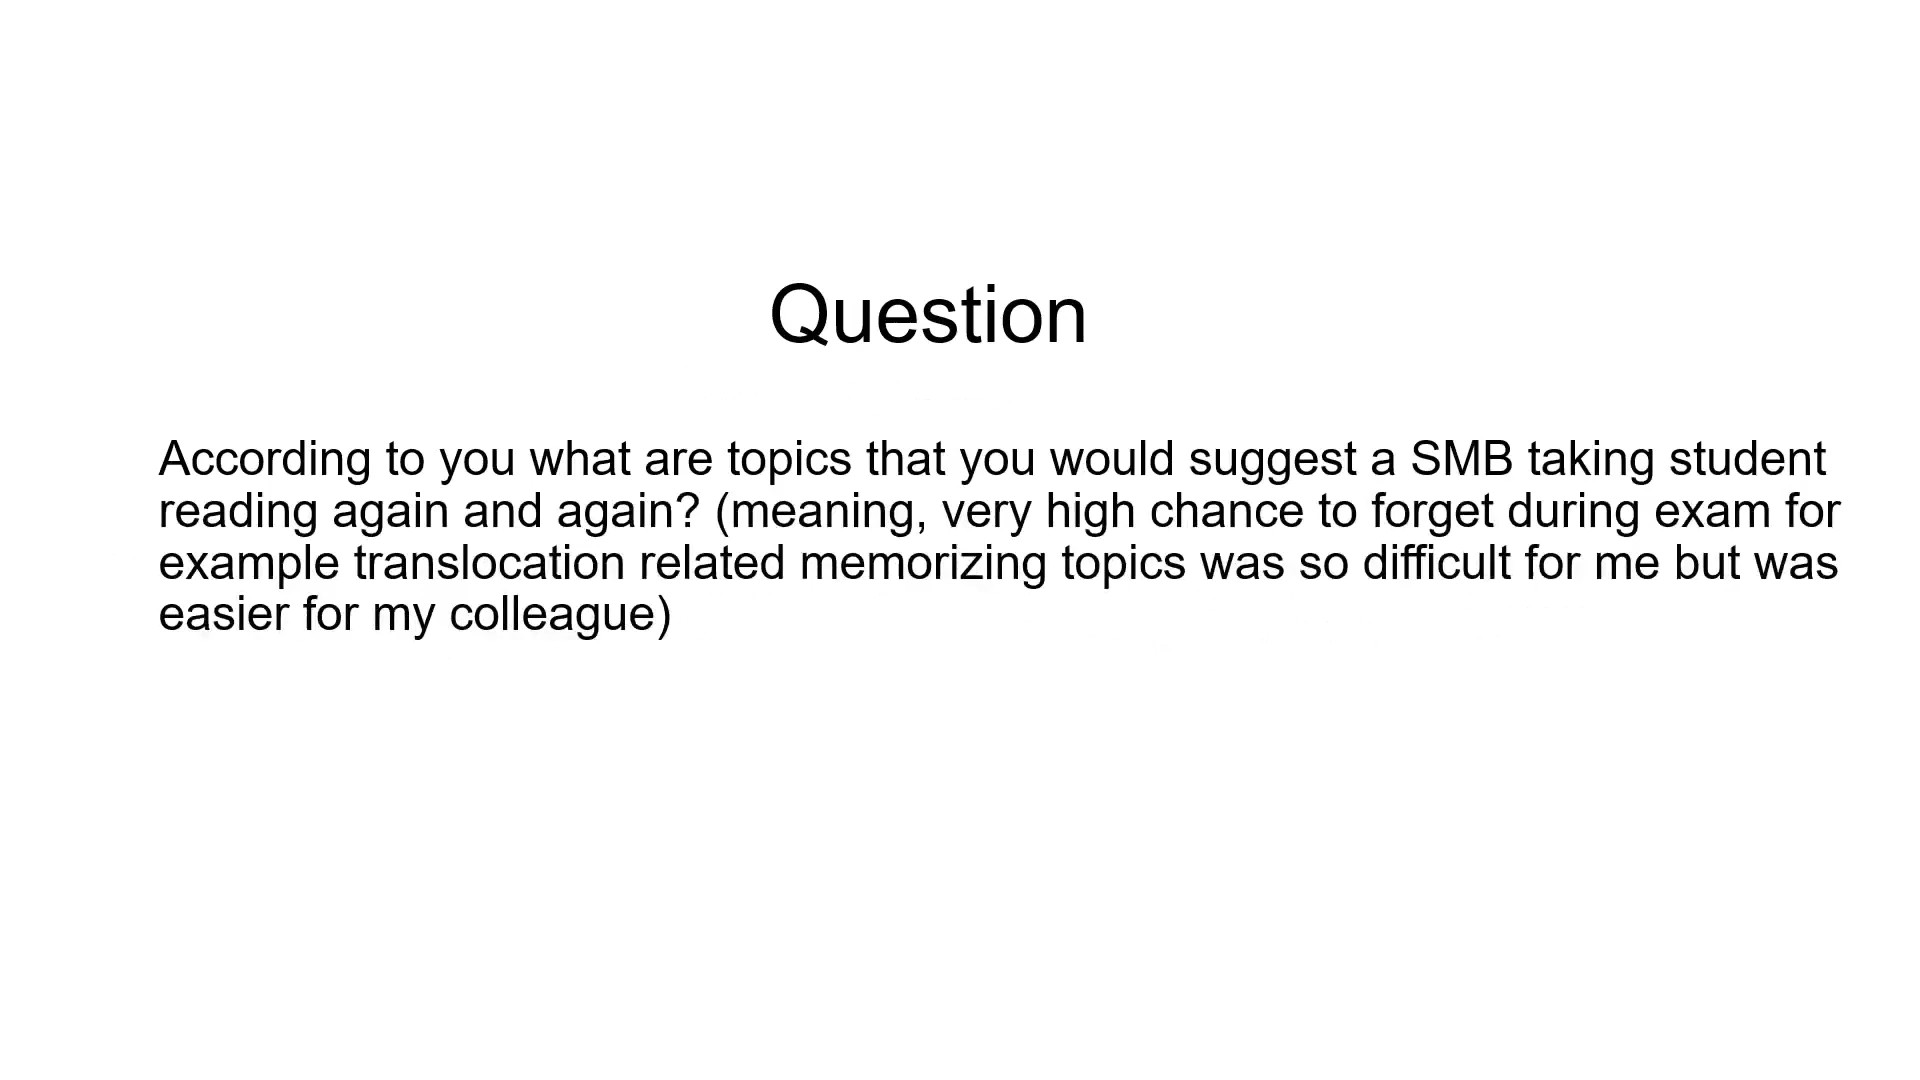 Question
According to you what are topics that you would suggest a SMB taking student
reading again and again? (meaning, very high chance to forget during exam for
example translocation related memorizing topics was so difficult for me but was
easier for my colleague)